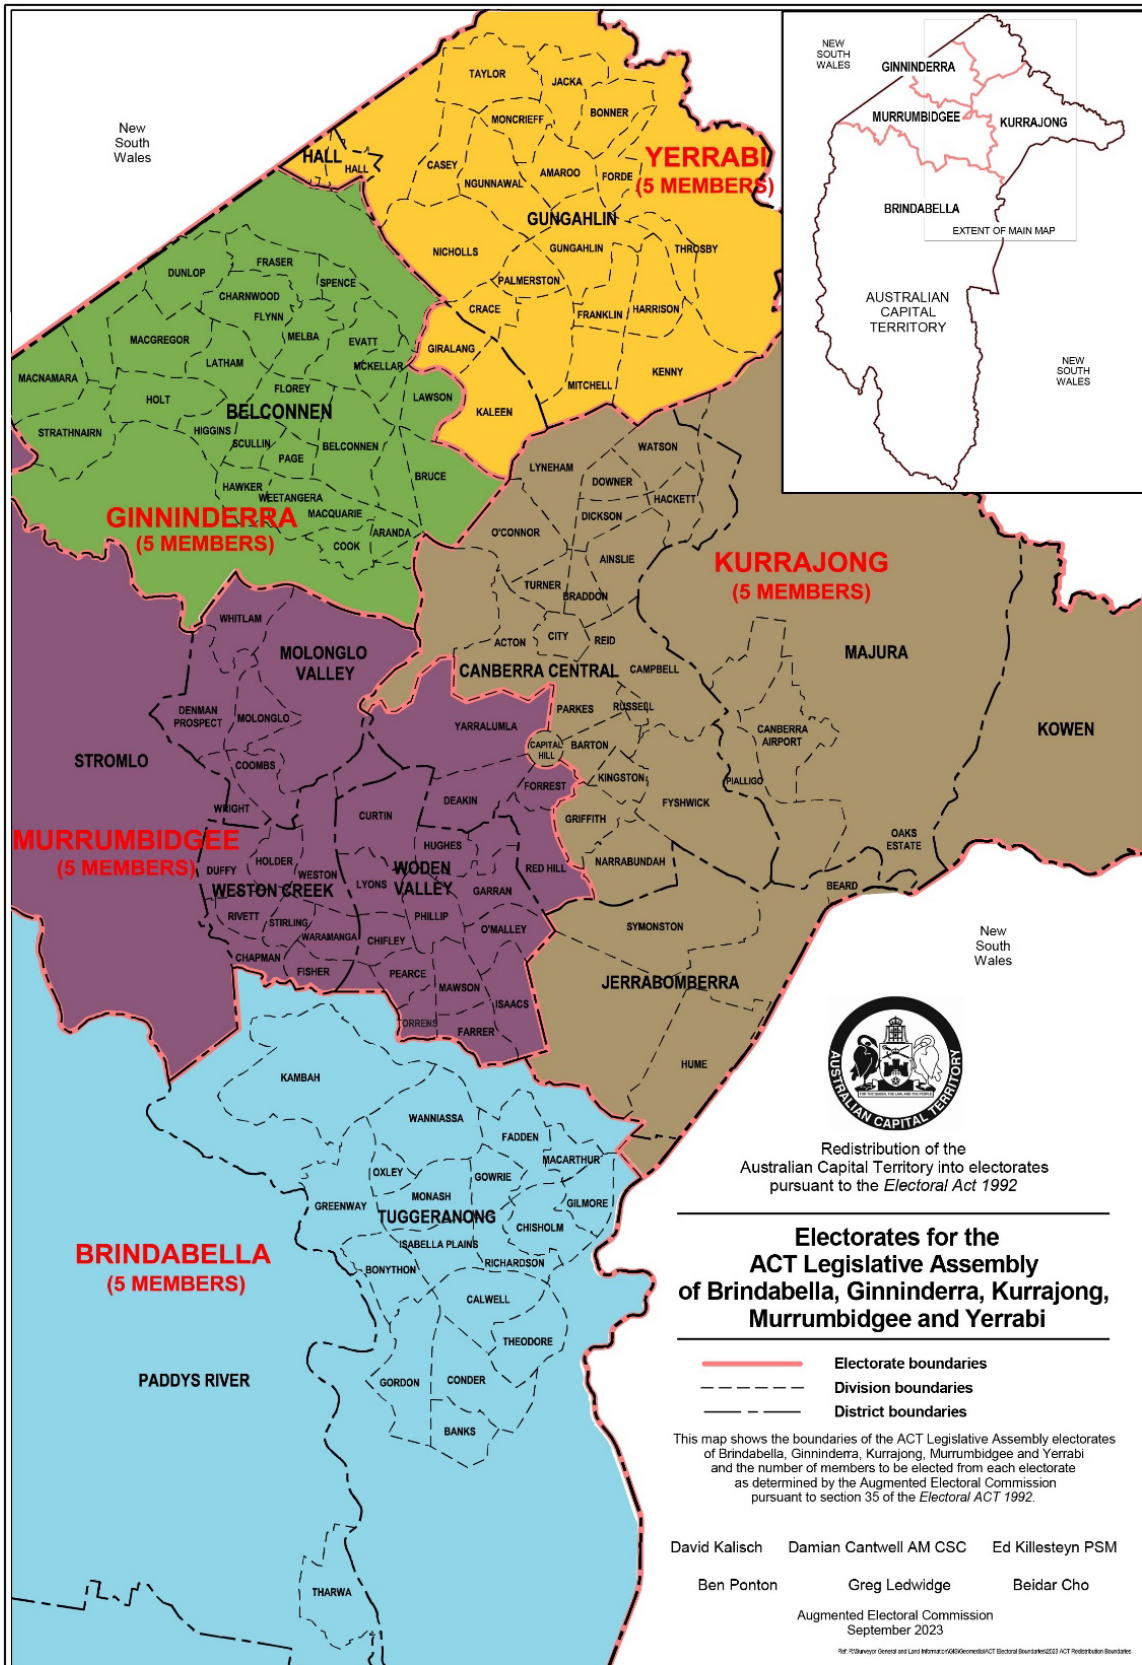 New
South
Wales
TAYLOR
JACKA
BONNER
MONCRIEFF
HALL
HALL
CASEY
NGUNNAWAL
AMAROO
FORDE
YERRABI
(5 MEMBERS)
GUNGAHLIN
NICHOLLS
GUNGAHLIN
THROSBY
PALMERSTON
CRACE
FRANKLIN
HARRISON
GIRALANG
MITCHELL
KENNY
KALEEN
NEW
SOUTH
WALES
GINNINDERRA
MURRUMBIDGEE
KURRAJONG
BRINDABELLA
EXTENT OF MAIN MAP
AUSTRALIAN
CAPITAL
TERRITORY
NEW
SOUTH
WALES
DUNLOP
FRASER
SPENCE
CHARNWOOD
FLYNN
MACGREGOR
MELBA
EVATT
LATHAM
MCKELLAR
MACNAMARA
HOLT
FLOREY
LAWSON
BELCONNEN
STRATHNAIRN
HIGGINS
SCULLIN
BELCONNEN
PAGE
BRUCE
HAWKER
WEETANGERA
MACQUARIE
GINNINDERRA
(5 MEMBERS)
ARANDA
COOK
WATSON
LYNEHAM
DOWNER
HACKETT
DICKSON
O'CONNOR
AINSLIE
KURRAJONG
(5 MEMBERS)
TURNER
BRADDON
ACTON
CITY
REID
CANBERRA CENTRAL
CAMPBELL
MAJURA
PARKES
RUSSELL
CANBERRA
AIRPORT
KOWEN
CAPITAL
HILL
BARTON
KINGSTON
PIALLIGO
FYSHWICK
GRIFFITH
OAKS
ESTATE
NARRABUNDAH
BEARD
SYMONSTON
JERRABOMBERRA
HUME
WHITLAM
MOLONGLO
VALLEY
DENMAN
PROSPECT
MOLONGLO
YARRALUMLA
STROMLO
COOMBS
DEAKIN
FORREST
WRIGHT
CURTIN
MURRUMBIDGEE
(5 MEMBERS)
HUGHES
HOLDER
DUFFY
WESTON
WODEN
VALLEY
RED HILL
WESTON CREEK
LYONS
GARRAN
RIVETT
STIRLING
PHILLIP
O'MALLEY
WARAMANGA
CHIFLEY
CHAPMAN
FISHER
PEARCE
MAWSON
ISAACS
ORRENS
FARRER
New
South
Wales
KAMBAH
WANNIASSA
FADDEN
MACARTHUR
OXLEY
GOWRIE
MONASH
GREENWAY
GILMORE
TUGGERANONG
CHISHOLM
ISABELLA PLAINS
BRINDABELLA
(5 MEMBERS)
BONYTHON
RICHARDSON
CALWELL
THEODORE
PADDYS RIVER
GORDON
CONDER
BANKS
THARWA
AUSTRALIAN CAPITAL TERRITORY
FOR THE QUEEN, THE LAW, AND THE PEOPLE
Redistribution of the
Australian Capital Territory into electorates
pursuant to the Electoral Act 1992
Electorates for the
ACT Legislative Assembly
of Brindabella, Ginninderra, Kurrajong,
Murrumbidgee and Yerrabi
Electorate boundaries
Division boundaries
District boundaries
This map shows the boundaries of the ACT Legislative Assembly electorates
of Brindabella, Ginninderra, Kurrajong, Murrumbidgee and Yerrabi
and the number of members to be elected from each electorate
as determined by the Augmented Electoral Commission
pursuant to section 35 of the Electoral ACT 1992.
David Kalisch Damian Cantwell AM CSC Ed Killesteyn PSM
Ben Ponton Greg Ledwidge Beidar Cho
Augmented Electoral Commission
September 2023